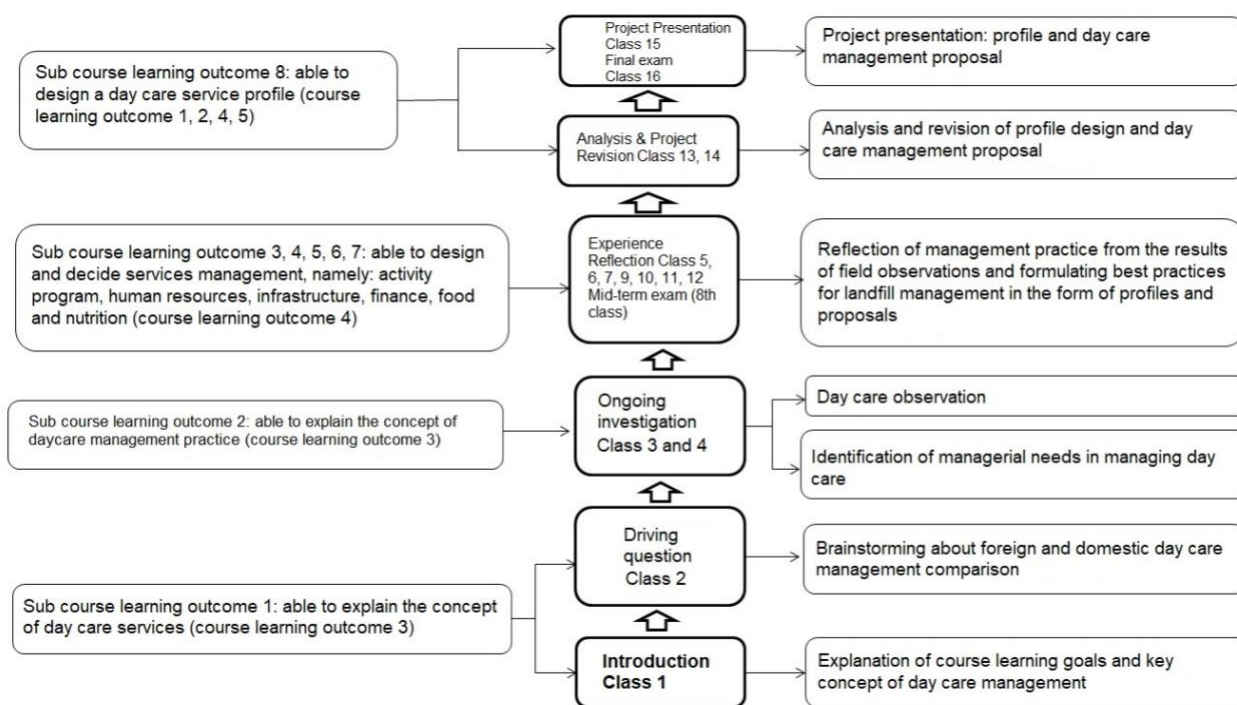 Project Presentation
Class 15
Final exam
Class 16
Project presentation: profile and day care
management proposal
Sub course learning outcome 8: able to
design a day care service profile (course
learning outcome 1, 2, 4, 5)
Analysis & Project
Revision Class 13, 14
Analysis and revision of profile design and day
care management proposal
Sub course learning outcome 3, 4, 5, 6, 7: able to design
and decide services management, namely: activity
program, human resources, infrastructure, finance, food
and nutrition (course learning outcome 4)
Experience
Reflection Class 5,
6, 7, 9, 10, 11, 12
Mid-term exam (8th
class)
Reflection of management practice from the results
of field observations and formulating best practices
for landfill management in the form of profiles and
proposals
Sub course learning outcome 2: able to explain the concept
of daycare management practice (course learning outcome 3)
Ongoing
investigation
Class 3 and 4
Day care observation
Identification of managerial needs in managing day
care
Driving
question
Class 2
Brainstorming about foreign and domestic day care
management comparison
Sub course learning outcome 1: able to explain the concept
of day care services (course learning outcome 3)
Introduction
Class 1
Explanation of course learning goals and key
concept of day care management